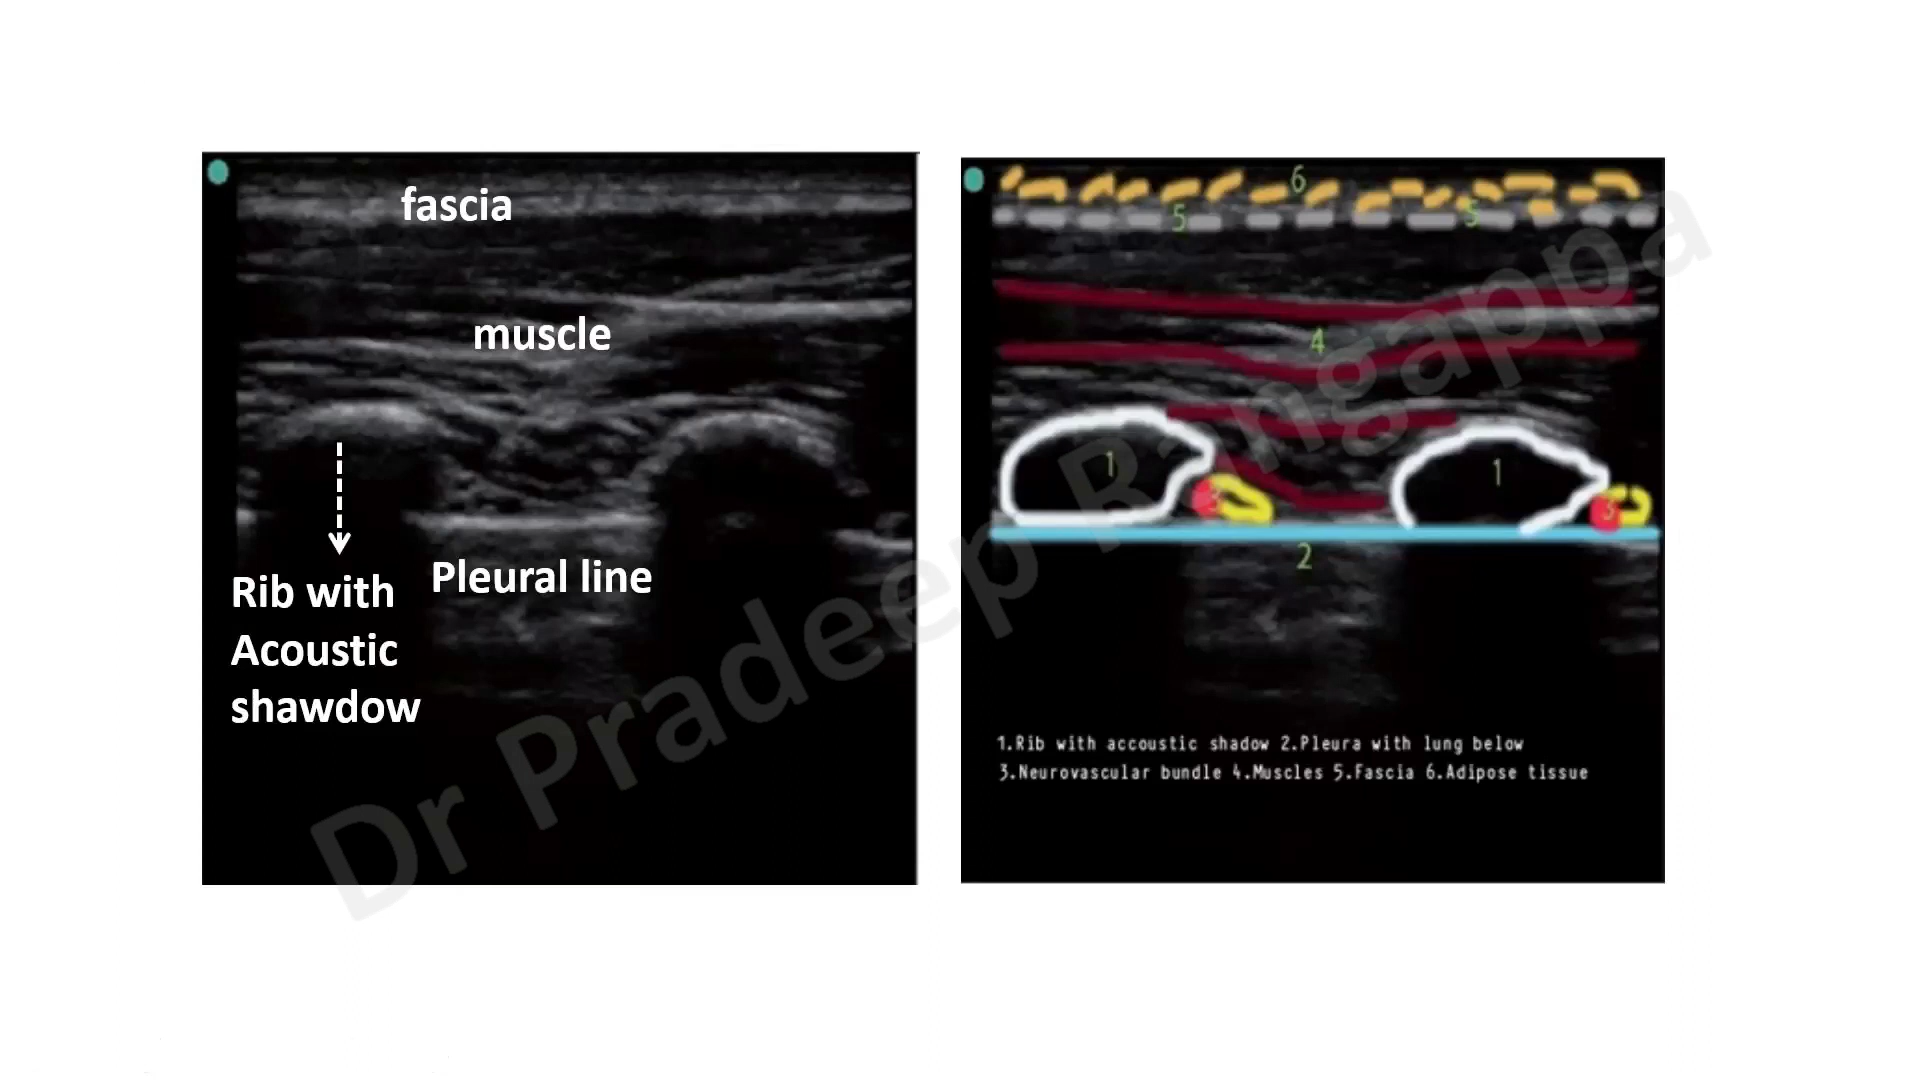 fascia
muscle
Rib with
Acoustic
shawdow
Pleural line
6
5
5
4
1
1
3
3
2
1.Rib with accoustic shadow 2.Pleura with lung below
3.Neurovascular bundle 4.Muscles 5.Fascia 6.Adipose tissue
Dr Pradeep Rangappa